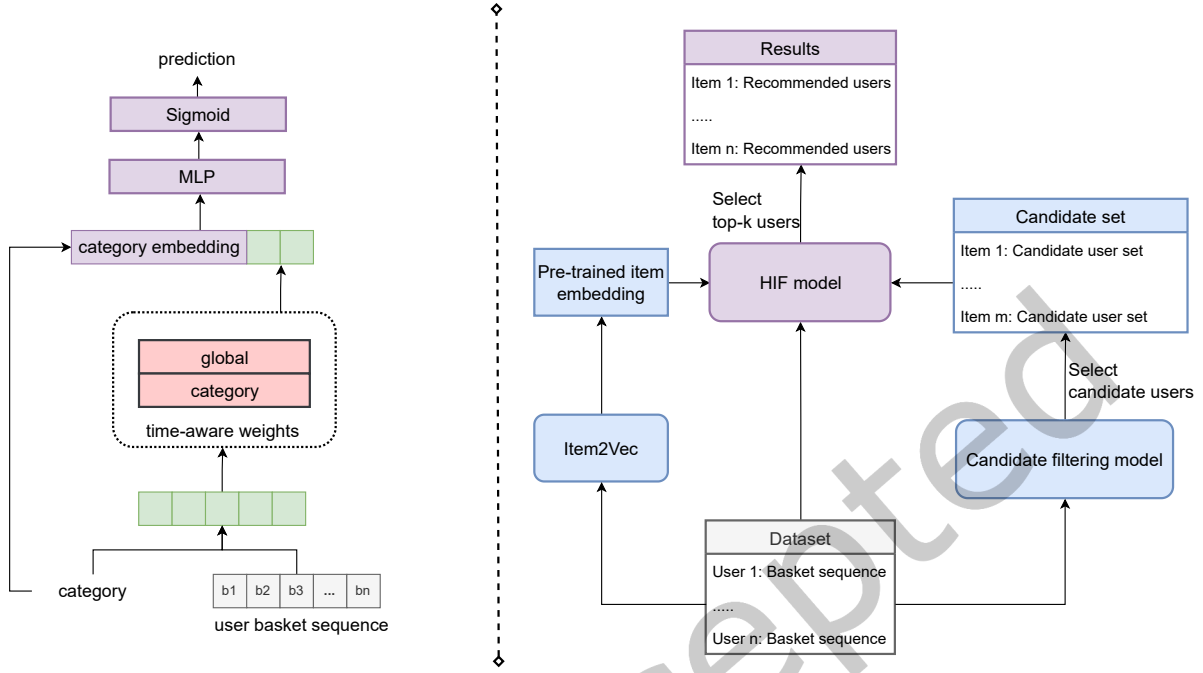 prediction
Sigmoid
MLP
category embedding
global
category
time-aware weights
category
b1 b2 b3 ... bn
user basket sequence
Results
Item 1: Recommended users
.....
Item n: Recommended users
Select
top-k users
Pre-trained item
embedding
HIF model
Candidate set
Item 1: Candidate user set
.....
Item m: Candidate user set
Select
candidate users
Item2Vec
Candidate filtering model
Dataset
User 1: Basket sequence
.....
User n: Basket sequence
epted